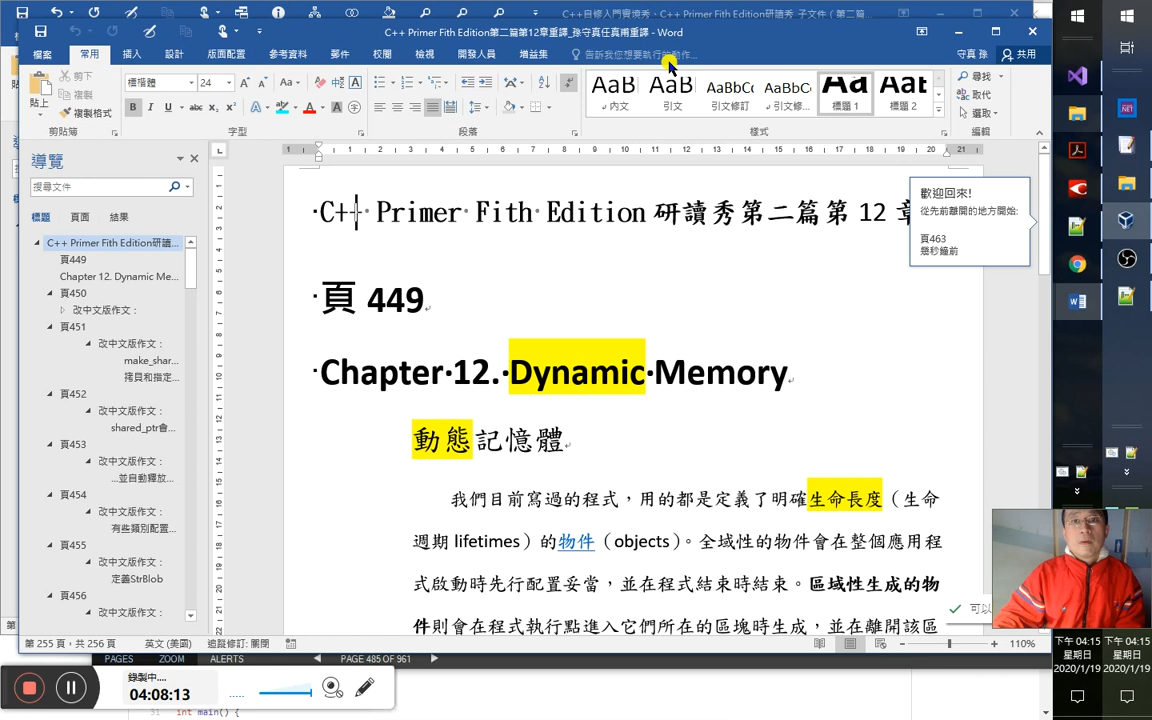 C++自修入門實境秀、C++ Primer Fith Edition研讀秀 子文件（第二篇
C++ Primer Fith Edition第二篇第12章重譯_孫守真任真甫重譯 - Word
檔案 常用 插入 設計 版面配置 參考資料 郵件 校閱 檢視 開發人員 增益集 告訴我您想要執行的動作... 守真 孫 共用
貼上 剪下 複製 複製格式
標楷體 24
AaB AaB AaBbCc AaBbCc AaB Aat
內文 引文 引文修訂 引文修... 標題 1 標題 2
尋找 取代 選取
剪貼簿 字型 段落 樣式 編輯
導覽
搜尋文件
標題 頁面 結果
C++ Primer Fith Edition研讀...
頁449
Chapter 12. Dynamic Me...
頁450
改中文版作文：
頁451
改中文版作文：
make_shar...
拷貝和指定...
頁452
改中文版作文：
shared_ptr會...
頁453
改中文版作文：
...並自動釋放...
頁454
改中文版作文：
有些類別配置...
頁455
改中文版作文：
定義StrBlob
頁456
改中文版作文：
C++ Primer Fith Edition 研讀秀第二篇第 12 章
頁 449
Chapter 12. Dynamic Memory
動態記憶體
我們目前寫過的程式，用的都是定義了明確生命長度（生命
週期 lifetimes）的物件（objects）。全域性的物件會在整個應用程
式啟動時先行配置妥當，並在程式結束時結束。區域性生成的物
件則會在程式執行點進入它們所在的區塊時生成，並在離開該區
歡迎回來!
從先前離開的地方開始:
頁463
幾秒鐘前
可以
第 255 頁，共 256 頁 英文 (美國) 追蹤修訂: 關閉 110%
PAGES ZOOM ALERTS PAGE 485 OF 961
錄製中....
04:08:13
31 int main() {
下午 04:15
星期日
2020/1/19
下午 04:15
星期日
2020/1/19